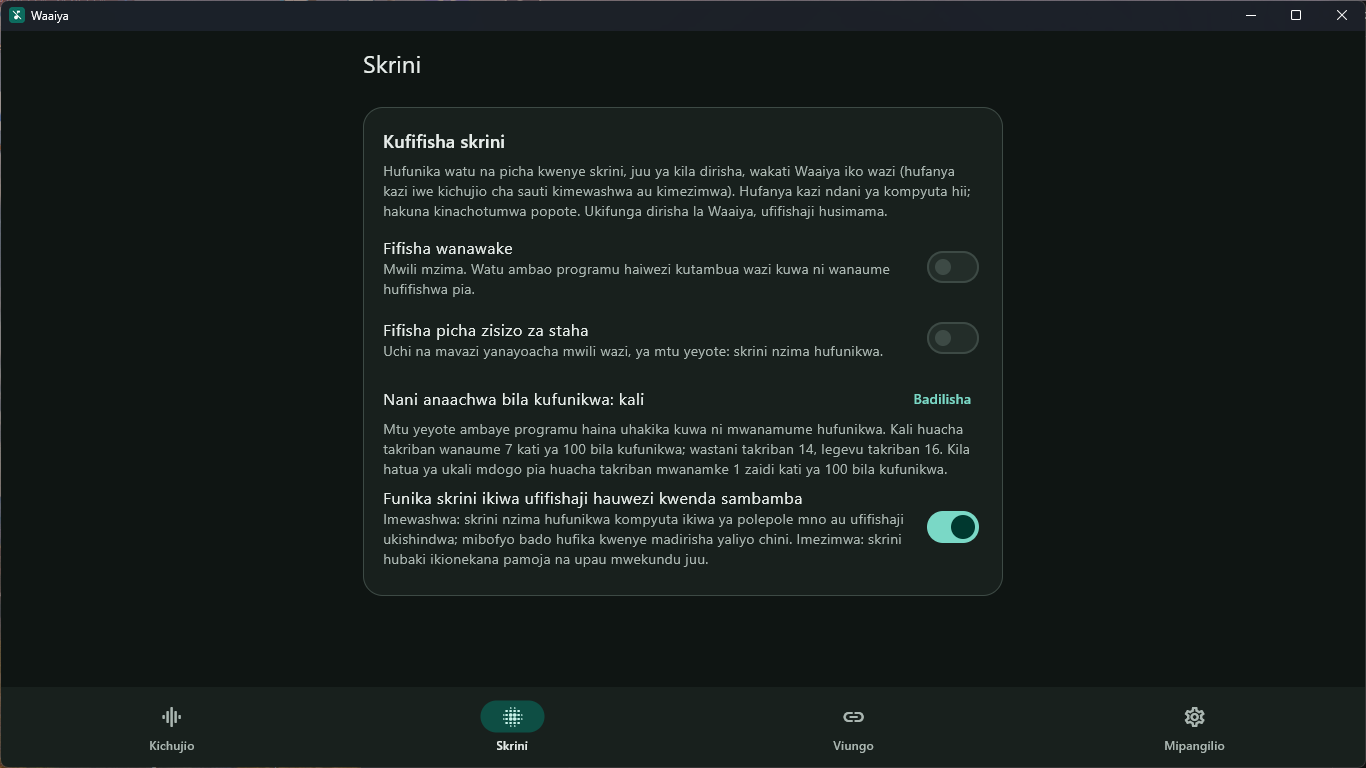 Waaiya
Skrini
Kufifisha skrini
Hufunika watu na picha kwenye skrini, juu ya kila dirisha, wakati Waaiya iko wazi (hufanya
kazi iwe kichujio cha sauti kimewashwa au kimezimwa). Hufanya kazi ndani ya kompyuta hii;
hakuna kinachotumwa popote. Ukifunga dirisha la Waaiya, ufifishaji husimama.
Fifisha wanawake
Mwili mzima. Watu ambao programu haiwezi kutambua wazi kuwa ni wanaume
hufifishwa pia.
Fifisha picha zisizo za staha
Uchi na mavazi yanayoacha mwili wazi, ya mtu yeyote: skrini nzima hufunikwa.
Nani anaachwa bila kufunikwa: kali
Badilisha
Mtu yeyote ambaye programu haina uhakika kuwa ni mwanamume hufunikwa. Kali huacha
takriban wanaume 7 kati ya 100 bila kufunikwa; wastani takriban 14, legevu takriban 16. Kila
hatua ya ukali mdogo pia huacha takriban mwanamke 1 zaidi kati ya 100 bila kufunikwa.
Funika skrini ikiwa ufifishaji hauwezi kwenda sambamba
Imewashwa: skrini nzima hufunikwa kompyuta ikiwa ya polepole mno au ufifishaji
ukishindwa; mibofyo bado hufika kwenye madirisha yaliyo chini. Imezimwa: skrini
hubaki ikionekana pamoja na upau mwekundu juu.
Kichujio
Skrini
Viungo
Mipangilio